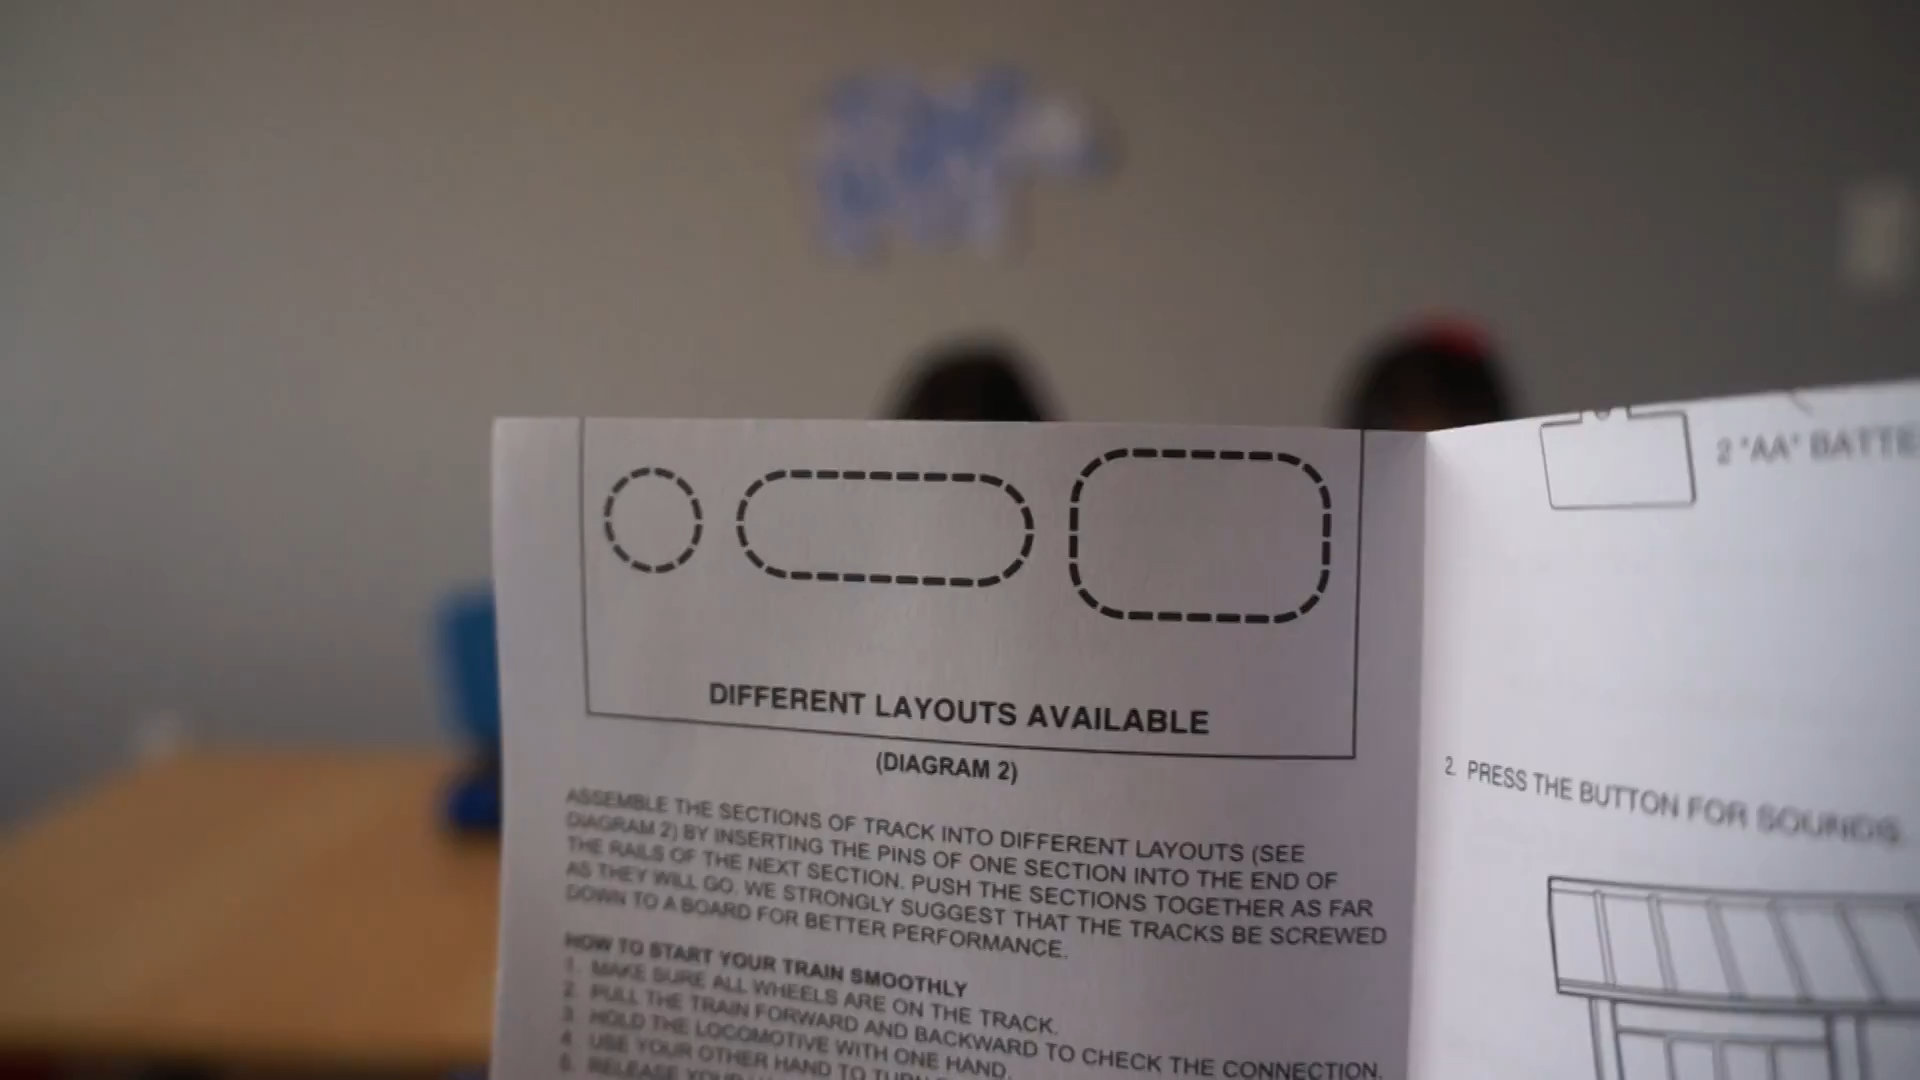 DIFFERENT LAYOUTS AVAILABLE
(DIAGRAM 2)
ASSEMBLE THE SECTIONS OF TRACK INTO DIFFERENT LAYOUTS (SEE
DIAGRAM 2) BY INSERTING THE PINS OF ONE SECTION INTO THE END OF
THE RAILS OF THE NEXT SECTION. PUSH THE SECTIONS TOGETHER AS FAR
AS THEY WILL GO. WE STRONGLY SUGGEST THAT THE TRACKS BE SCREWED
DOWN TO A BOARD FOR BETTER PERFORMANCE.
HOW TO START YOUR TRAIN SMOOTHLY
1. MAKE SURE ALL WHEELS ARE ON THE TRACK.
2. PULL THE TRAIN FORWARD AND BACKWARD TO CHECK THE CONNECTION.
3. HOLD THE LOCOMOTIVE WITH ONE HAND.
4. USE YOUR OTHER HAND TO TURN
5. RELEASE YOUR
2 "AA" BATTE
2. PRESS THE BUTTON FOR SOUNDS.